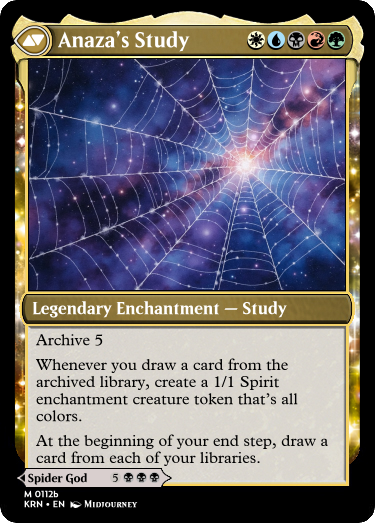 Anaza's Study
Legendary Enchantment — Study
Archive 5
Whenever you draw a card from the
archived library, create a 1/1 Spirit
enchantment creature token that's all
colors.
At the beginning of your end step, draw a
card from each of your libraries.
Spider God 5
M 0112b
KRN • EN Midjourney